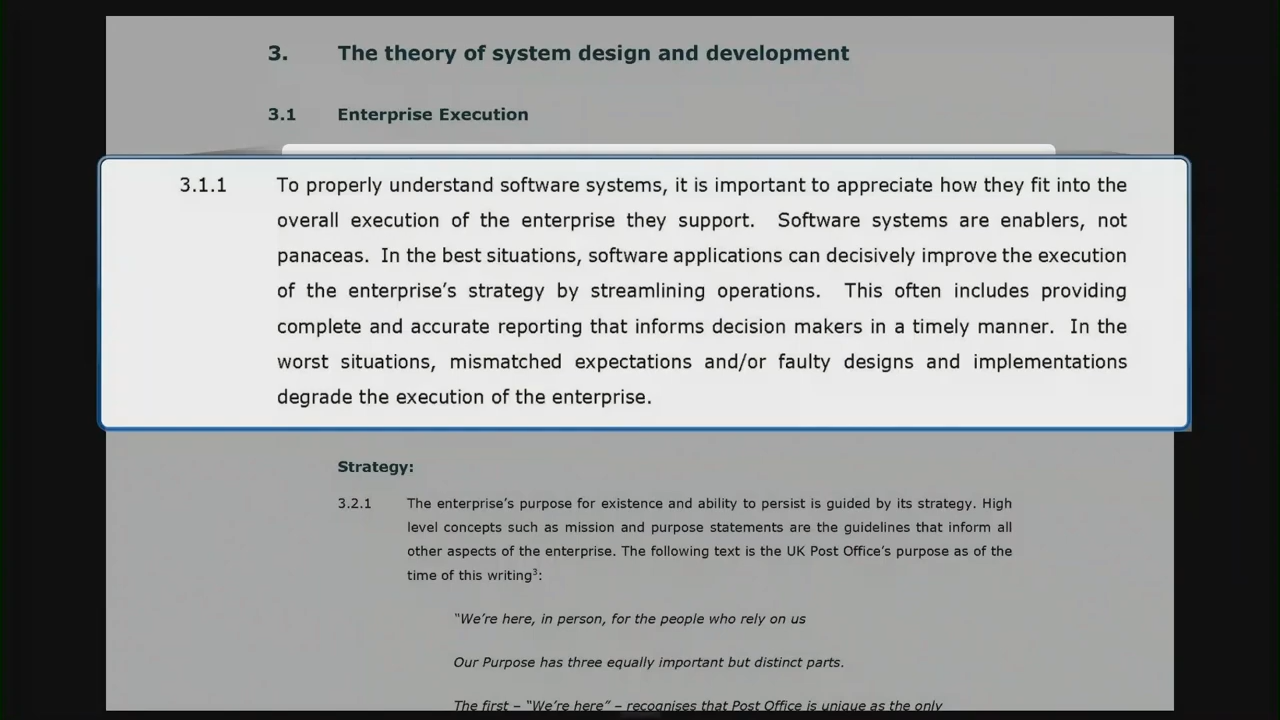 3. The theory of system design and development
3.1 Enterprise Execution
3.1.1 To properly understand software systems, it is important to appreciate how they fit into the
overall execution of the enterprise they support. Software systems are enablers, not
panaceas. In the best situations, software applications can decisively improve the execution
of the enterprise’s strategy by streamlining operations. This often includes providing
complete and accurate reporting that informs decision makers in a timely manner. In the
worst situations, mismatched expectations and/or faulty designs and implementations
degrade the execution of the enterprise.
Strategy:
3.2.1 The enterprise’s purpose for existence and ability to persist is guided by its strategy. High
level concepts such as mission and purpose statements are the guidelines that inform all
other aspects of the enterprise. The following text is the UK Post Office’s purpose as of the
time of this writing³:
“We’re here, in person, for the people who rely on us
Our Purpose has three equally important but distinct parts.
The first – “We’re here” – recognises that Post Office is unique as the only